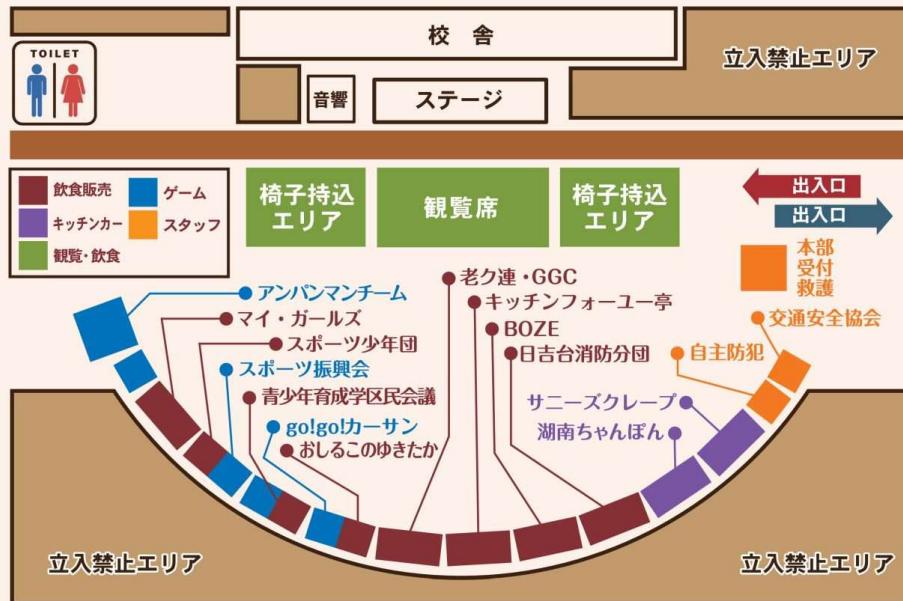 校舎
立入禁止エリア
TOILET
音響
ステージ
飲食販売
ゲーム
キッチンカー
スタッフ
観覧・飲食
椅子持込
エリア
観覧席
椅子持込
エリア
出入口
出入口
本部
受付
救護
老ク連・GGC
アンパンマンチーム
キッチンフォーユー亭
マイ・ガールズ
交通安全協会
BOZE
スポーツ少年団
日吉台消防分団
自主防犯
スポーツ振興会
青少年育成学区民会議
サニーズクレープ
go!go!カーサン
湖南ちゃんぽん
おしるこのゆきたか
立入禁止エリア
立入禁止エリア